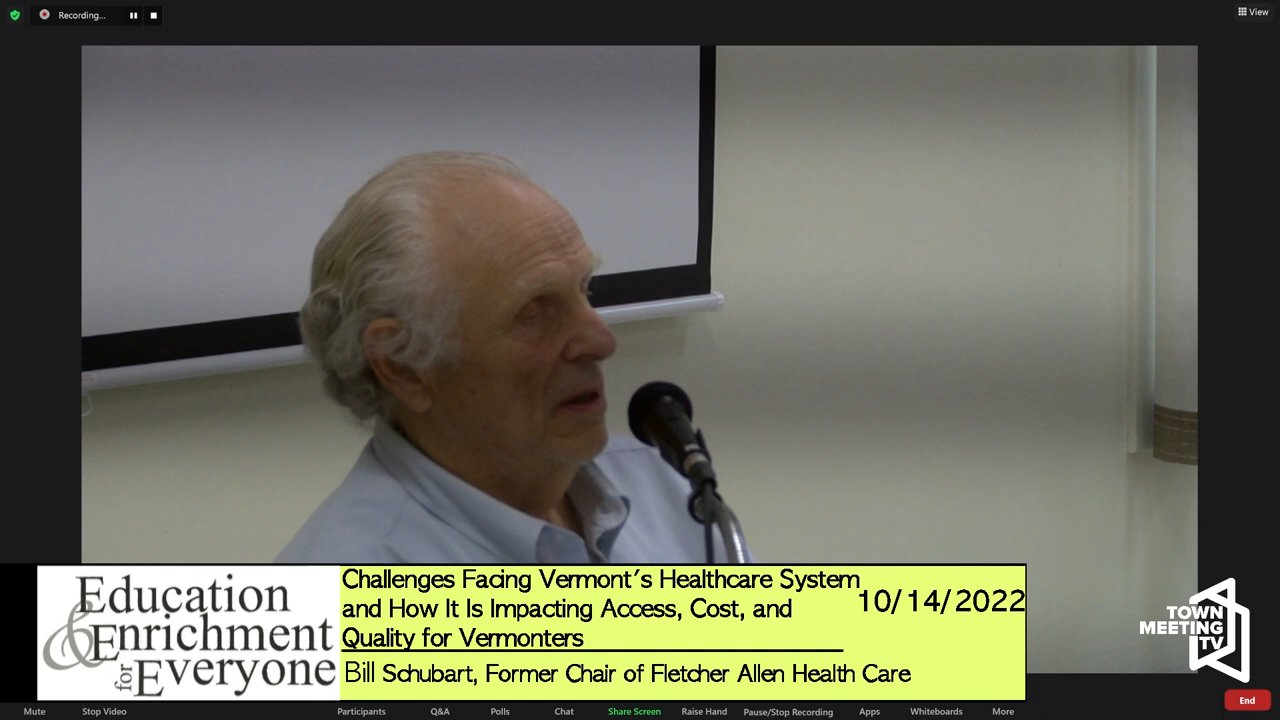 Recording...
View
Education
& Enrichment
for Everyone
Challenges Facing Vermont's Healthcare System
and How It Is Impacting Access, Cost, and
Quality for Vermonters
10/14/2022
Bill Schubart, Former Chair of Fletcher Allen Health Care
TOWN
MEETING
TV
Mute
Stop Video
Participants
Q&A
Polls
Chat
Share Screen
Raise Hand
Pause/Stop Recording
Apps
Whiteboards
More
End